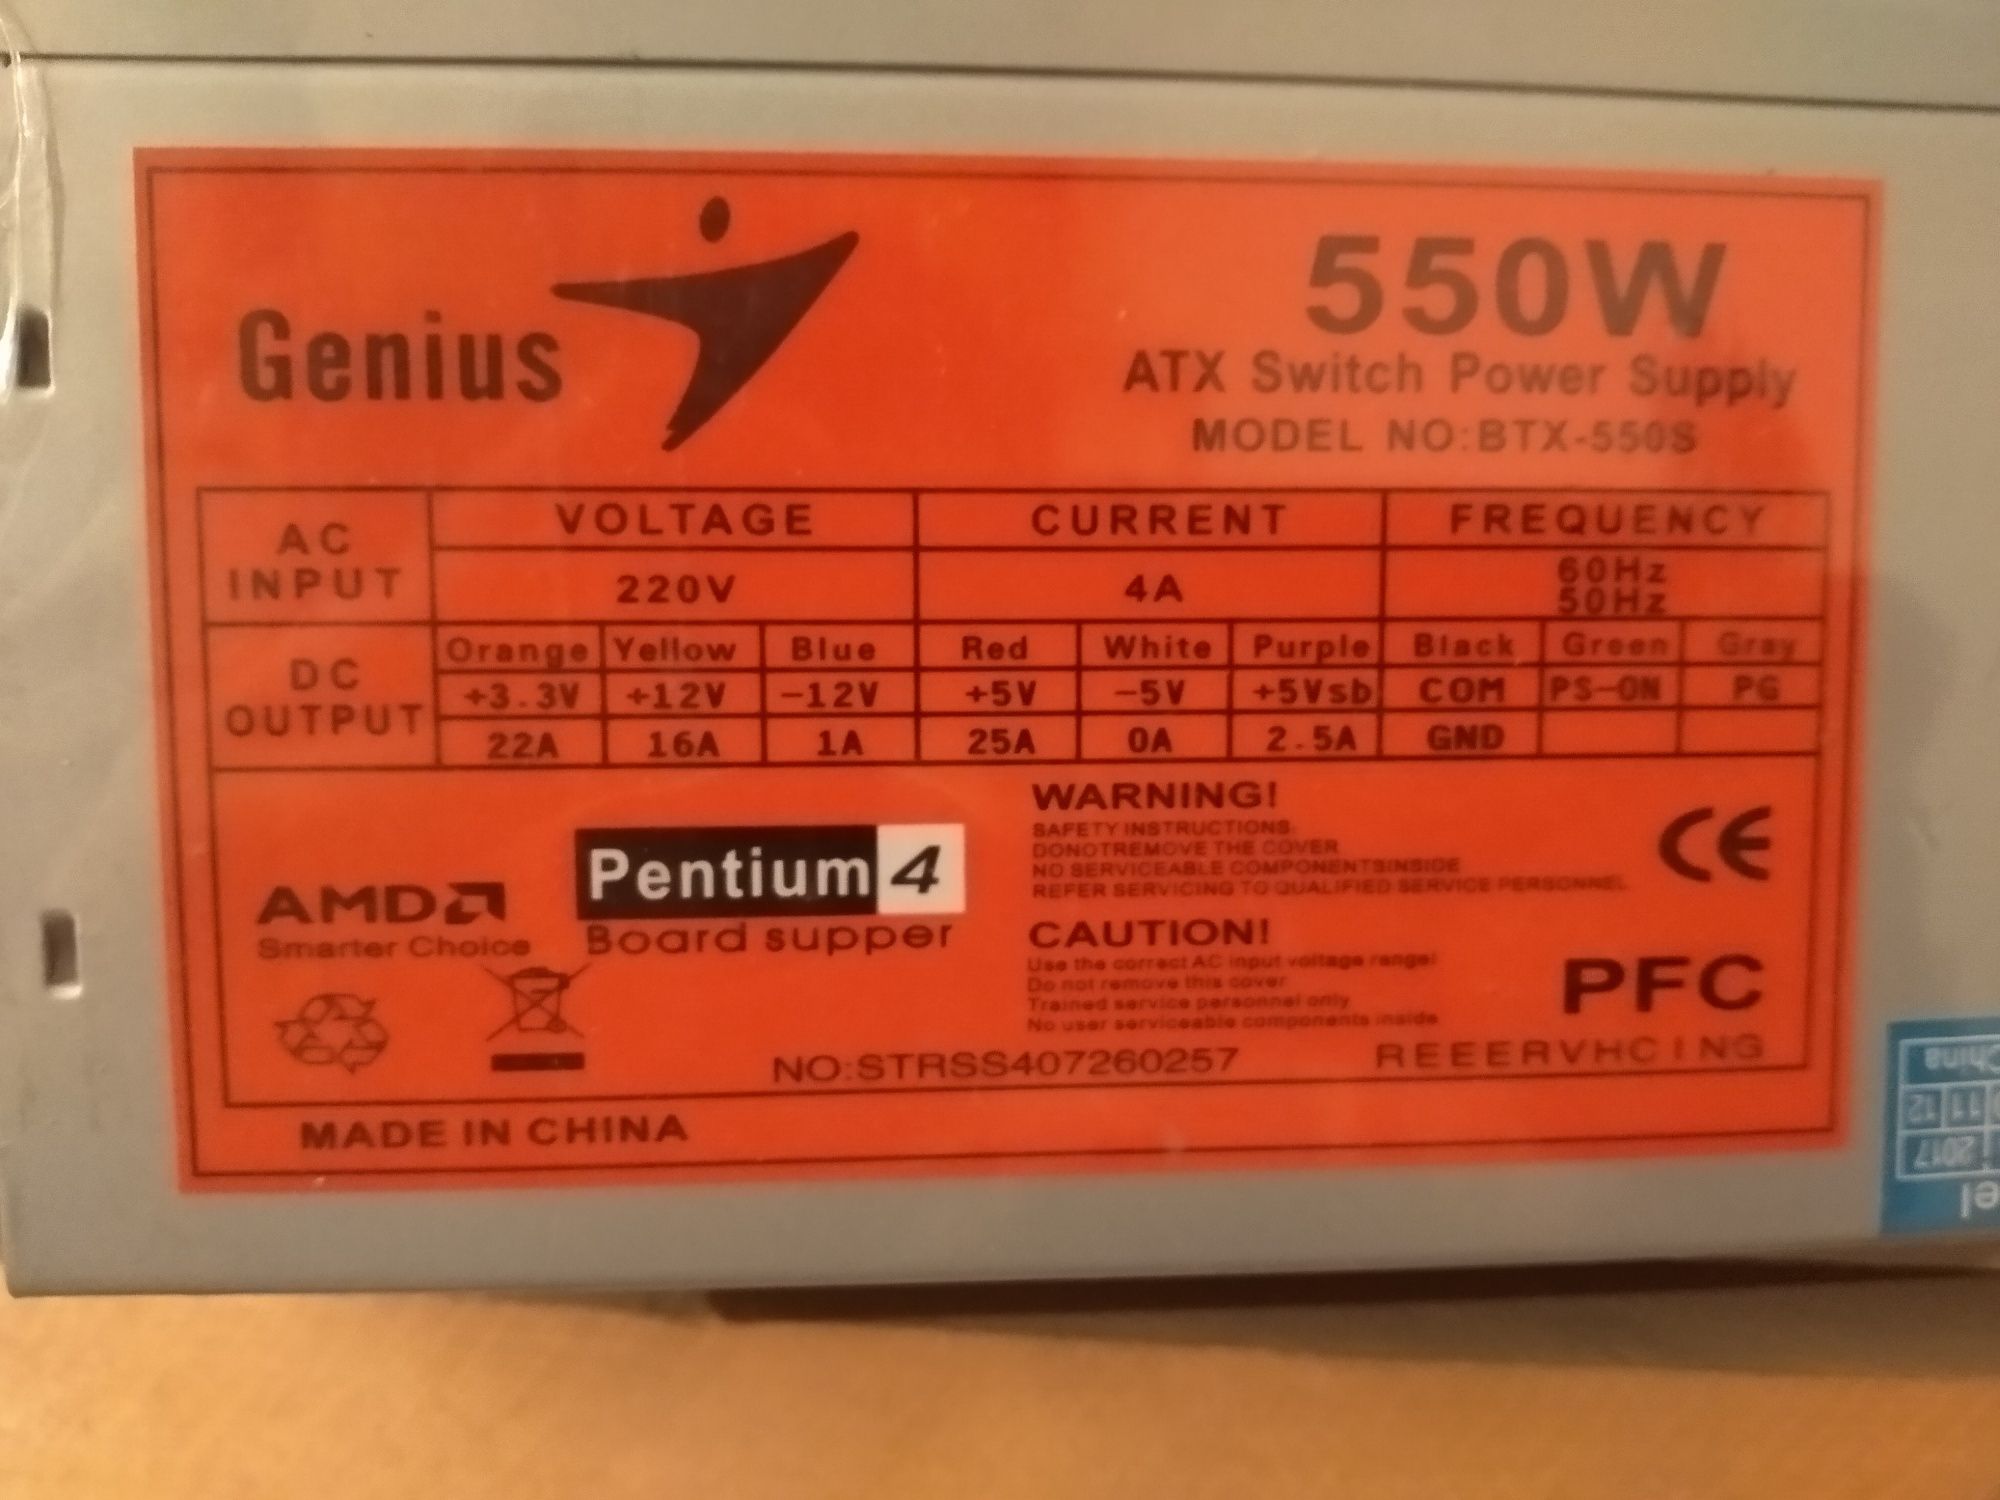 Genius
550W
ATX Switch Power Supply
MODEL NO:BTX-550S
AC INPUT
VOLTAGE CURRENT FREQUENCY
220V 4A 60Hz 50Hz
DC OUTPUT
Orange Yellow Blue Red White Purple Black Green Gray
+3.3V +12V -12V +5V -5V +5Vsb COM PS-ON PG
22A 16A 1A 25A 0A 2.5A GND
AMD
Smarter Choice
Pentium 4
Board supper
WARNING!
SAFETY INSTRUCTIONS:
DONOTREMOVE THE COVER
NO SERVICEABLE COMPONENTSINSIDE
REFER SERVICING TO QUALIFIED SERVICE PERSONNEL
CE
CAUTION!
Use the correct AC input voltage range!
Do not remove this cover
Trained service personnel only
No user serviceable components inside
PFC
REEERVHCING
NO:STRSS407260257
MADE IN CHINA
China
11 12
2017